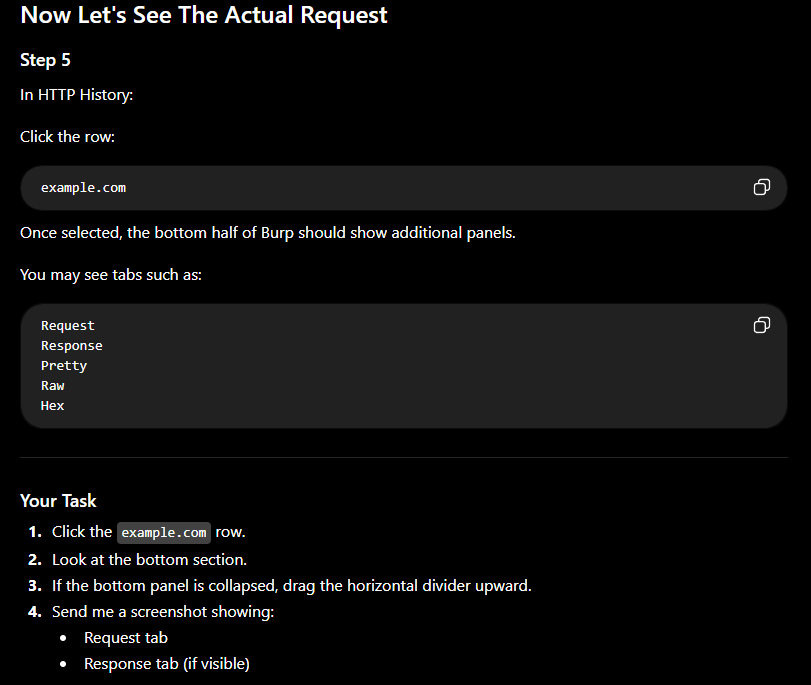 Now Let's See The Actual Request
Step 5
In HTTP History:
Click the row:
example.com
Once selected, the bottom half of Burp should show additional panels.
You may see tabs such as:
Request
Response
Pretty
Raw
Hex
Your Task
1. Click the example.com row.
2. Look at the bottom section.
3. If the bottom panel is collapsed, drag the horizontal divider upward.
4. Send me a screenshot showing:
• Request tab
• Response tab (if visible)